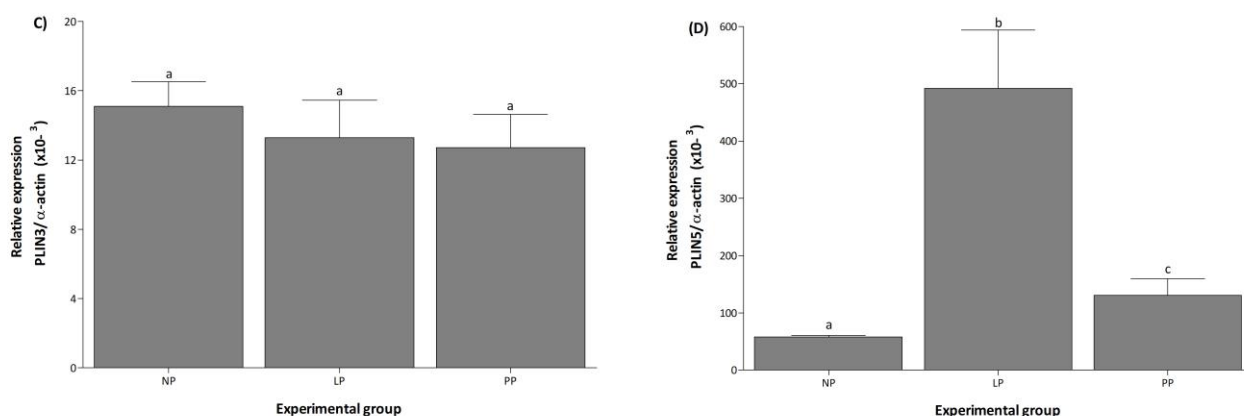 C)
Relative expression
PLIN3/α-actin (x10-³)
20
16
12
8
4
0
a
a
a
NP
LP
PP
Experimental group
(D)
Relative expression
PLIN5/α-actin (x10-³)
600
500
400
300
200
100
0
a
b
c
NP
LP
PP
Experimental group